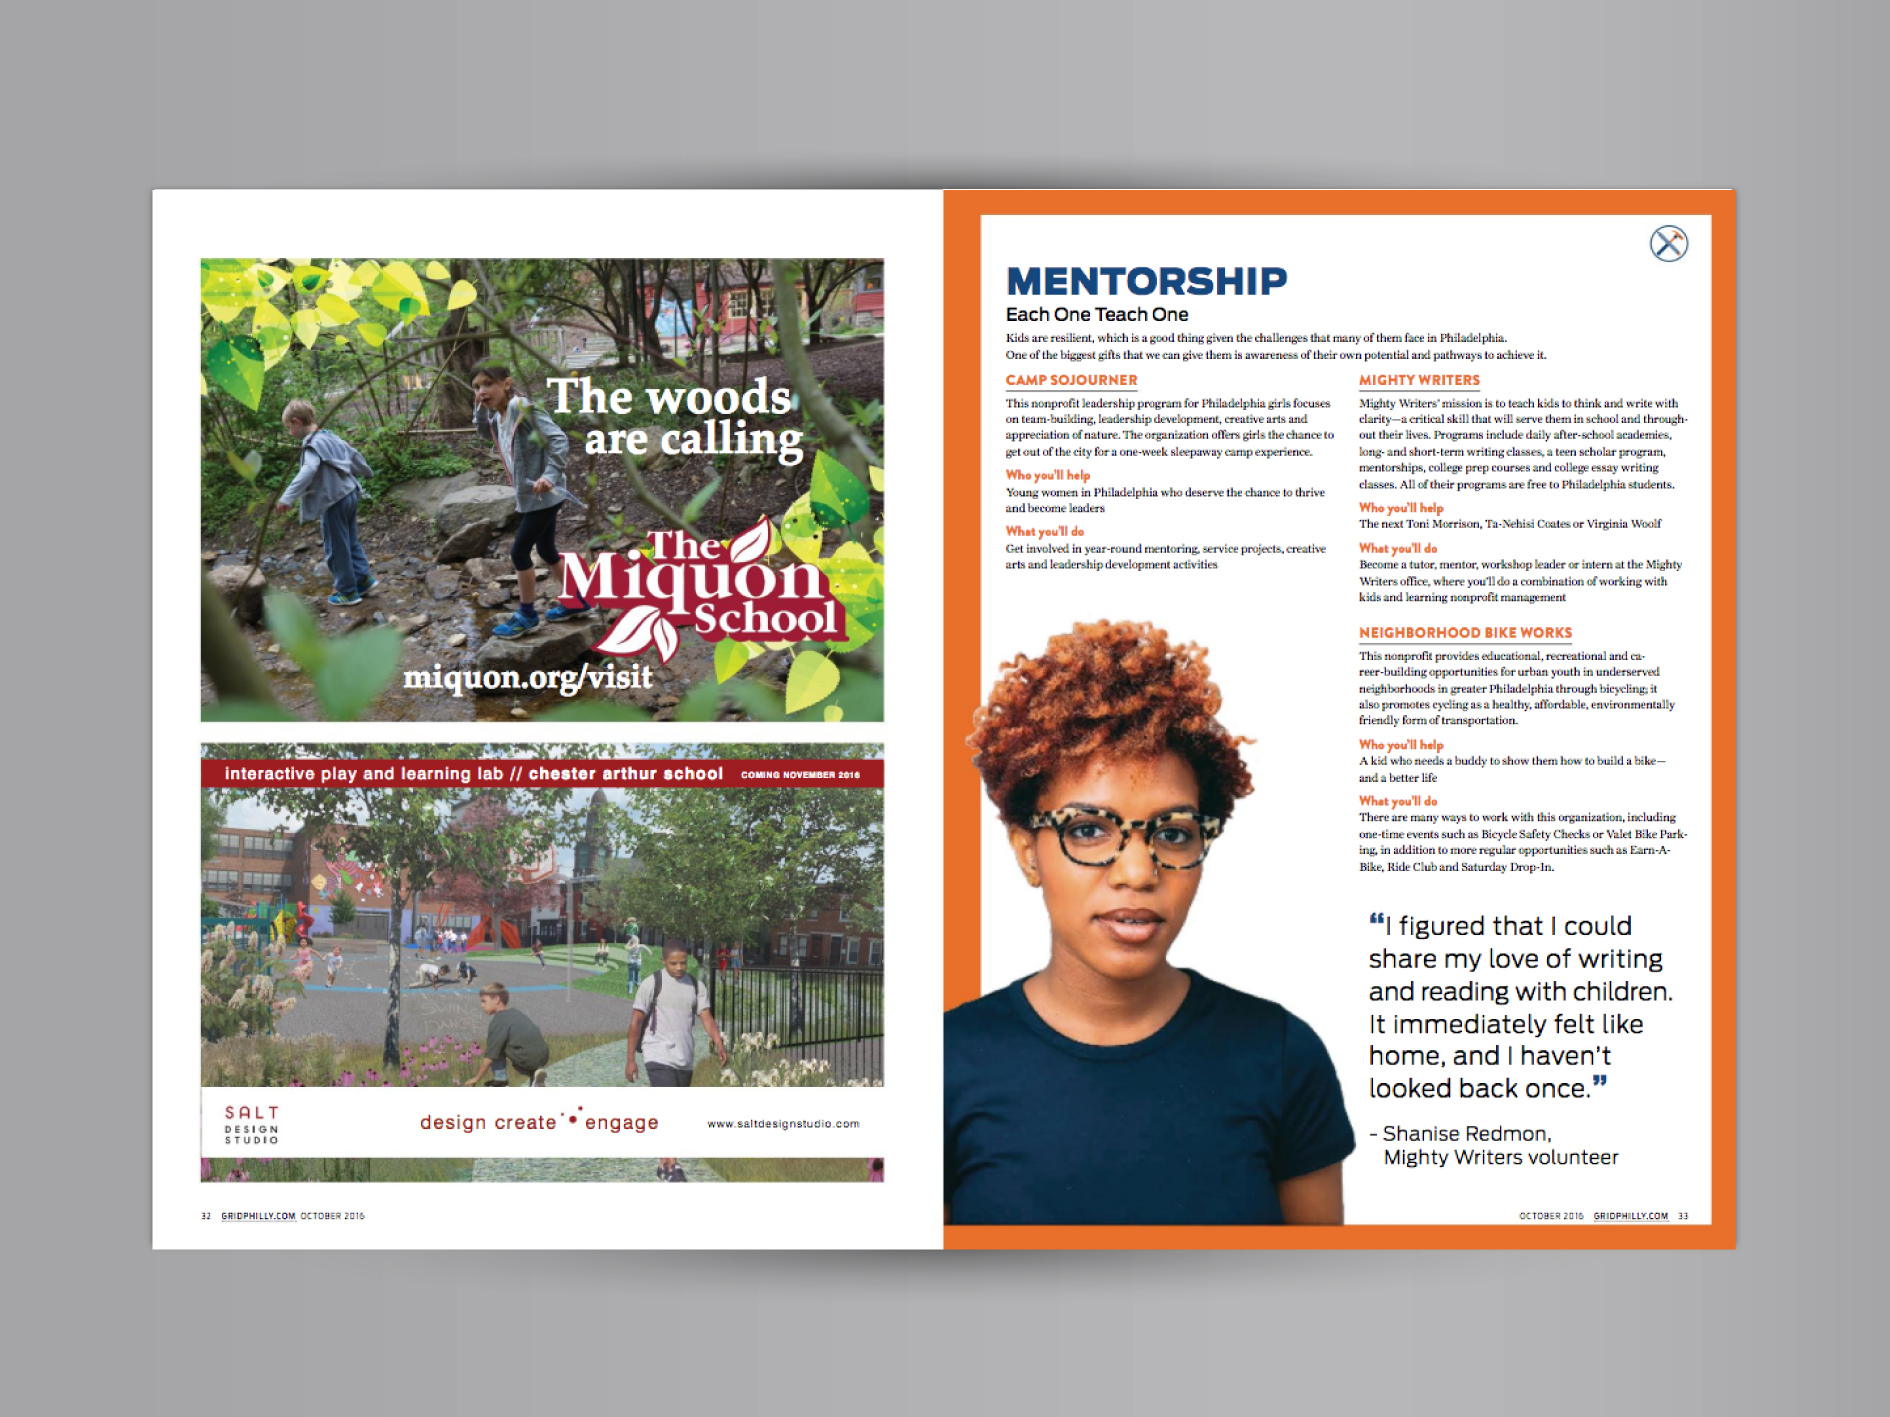 The woods
are calling
The
Miquon
School
miquon.org/visit
interactive play and learning lab // chester arthur school COMING NOVEMBER 2016
SWING
DANCE
SALT
DESIGN
STUDIO
design create engage
www.saltdesignstudio.com
32 GRIDPHILLY.COM OCTOBER 2016
MENTORSHIP
Each One Teach One
Kids are resilient, which is a good thing given the challenges that many of them face in Philadelphia.
One of the biggest gifts that we can give them is awareness of their own potential and pathways to achieve it.
CAMP SOJOURNER
This nonprofit leadership program for Philadelphia girls focuses
on team-building, leadership development, creative arts and
appreciation of nature. The organization offers girls the chance to
get out of the city for a one-week sleepaway camp experience.
Who you'll help
Young women in Philadelphia who deserve the chance to thrive
and become leaders
What you'll do
Get involved in year-round mentoring, service projects, creative
arts and leadership development activities
MIGHTY WRITERS
Mighty Writers' mission is to teach kids to think and write with
clarity—a critical skill that will serve them in school and through-
out their lives. Programs include daily after-school academies,
long- and short-term writing classes, a teen scholar program,
mentorships, college prep courses and college essay writing
classes. All of their programs are free to Philadelphia students.
Who you'll help
The next Toni Morrison, Ta-Nehisi Coates or Virginia Woolf
What you'll do
Become a tutor, mentor, workshop leader or intern at the Mighty
Writers office, where you'll do a combination of working with
kids and learning nonprofit management
NEIGHBORHOOD BIKE WORKS
This nonprofit provides educational, recreational and ca-
reer-building opportunities for urban youth in underserved
neighborhoods in greater Philadelphia through bicycling; it
also promotes cycling as a healthy, affordable, environmentally
friendly form of transportation.
Who you'll help
A kid who needs a buddy to show them how to build a bike—
and a better life
What you'll do
There are many ways to work with this organization, including
one-time events such as Bicycle Safety Checks or Valet Bike Park-
ing, in addition to more regular opportunities such as Earn-A-
Bike, Ride Club and Saturday Drop-In.
“I figured that I could
share my love of writing
and reading with children.
It immediately felt like
home, and I haven't
looked back once.”
- Shanise Redmon,
Mighty Writers volunteer
OCTOBER 2016 GRIDPHILLY.COM 33